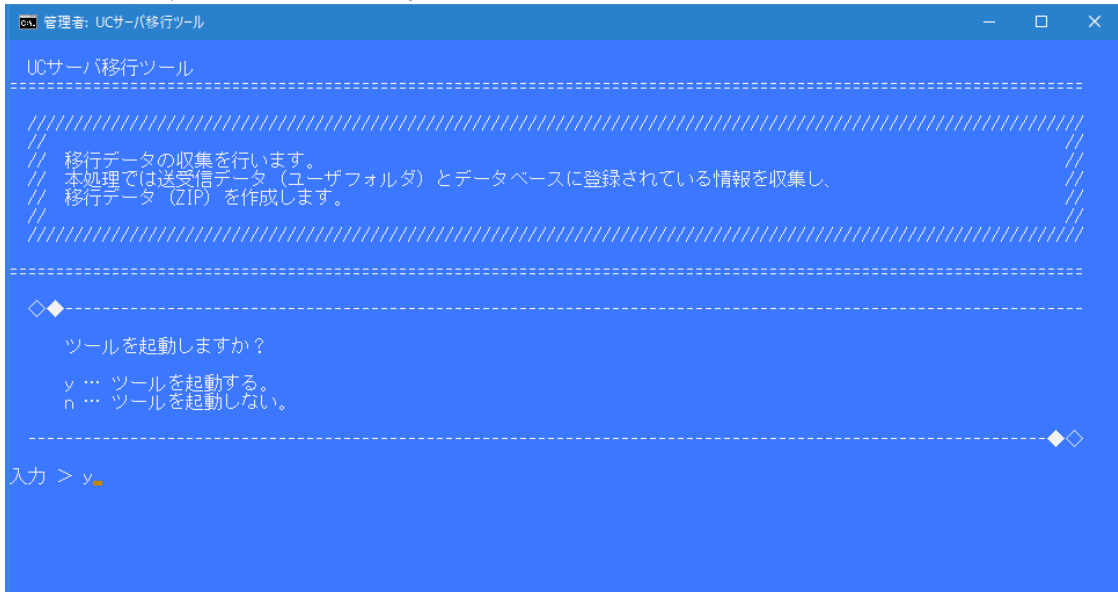 管理者: UCサーバ移行ツール
UCサーバ移行ツール
=====================================================================================================================
///////////////////////////////////////////////////////////////////////////////////////////////////////////////////
// //
// 移行データの収集を行います。 //
// 本処理では送受信データ（ユーザフォルダ）とデータベースに登録されている情報を収集し、 //
// 移行データ（ZIP）を作成します。 //
// //
///////////////////////////////////////////////////////////////////////////////////////////////////////////////////
=====================================================================================================================
◇◆---------------------------------------------------------------------------------------------------------------
ツールを起動しますか？
y … ツールを起動する。
n … ツールを起動しない。
---------------------------------------------------------------------------------------------------------------◆◇
入力 ＞ y